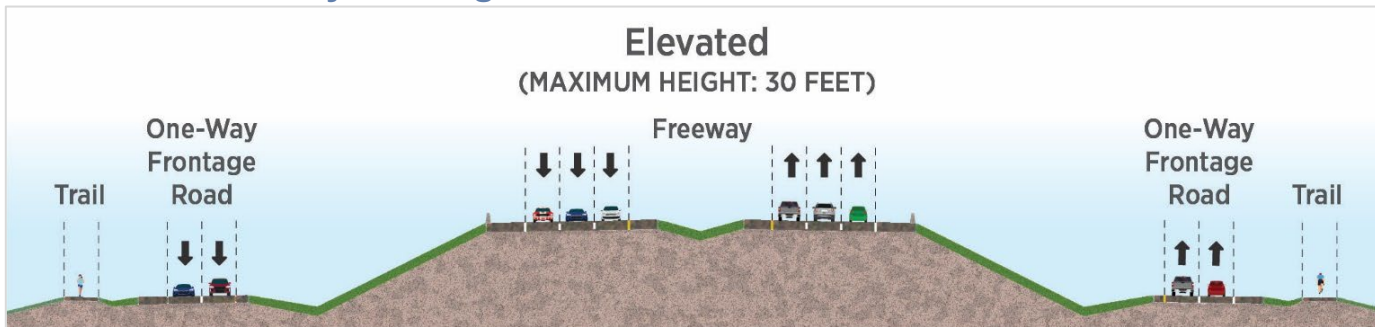 Elevated
(MAXIMUM HEIGHT: 30 FEET)
One-Way
Frontage
Road
Freeway
One-Way
Frontage
Road
Trail
Trail